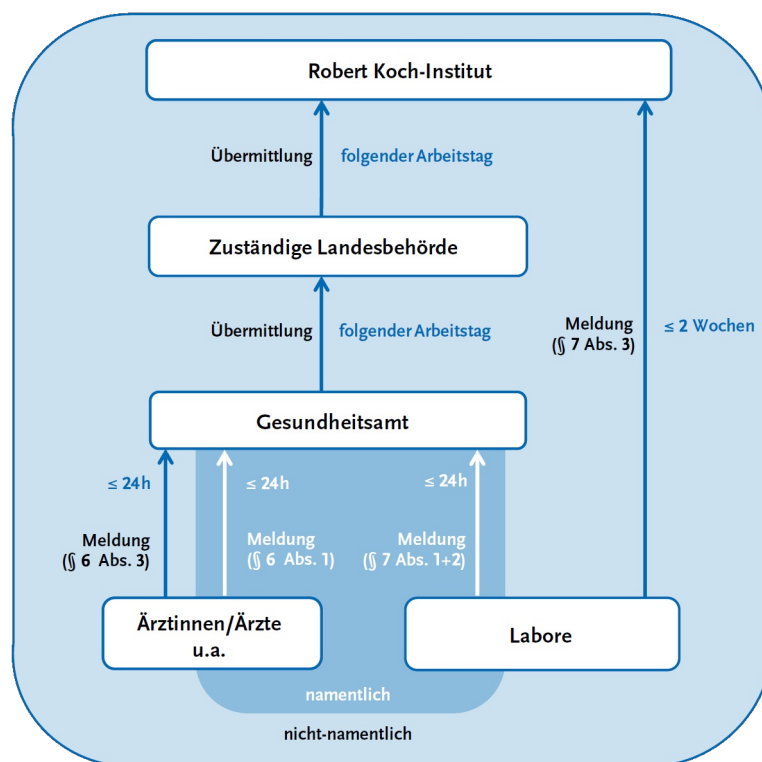 Robert Koch-Institut
Übermittlung
folgender Arbeitstag
Zuständige Landesbehörde
Übermittlung
folgender Arbeitstag
Meldung
(§ 7 Abs. 3)
≤ 2 Wochen
Gesundheitsamt
≤ 24h
≤ 24h
≤ 24h
Meldung
(§ 6 Abs. 3)
Meldung
(§ 6 Abs. 1)
Meldung
(§ 7 Abs. 1+2)
Ärztinnen/Ärzte
u.a.
Labore
namentlich
nicht-namentlich